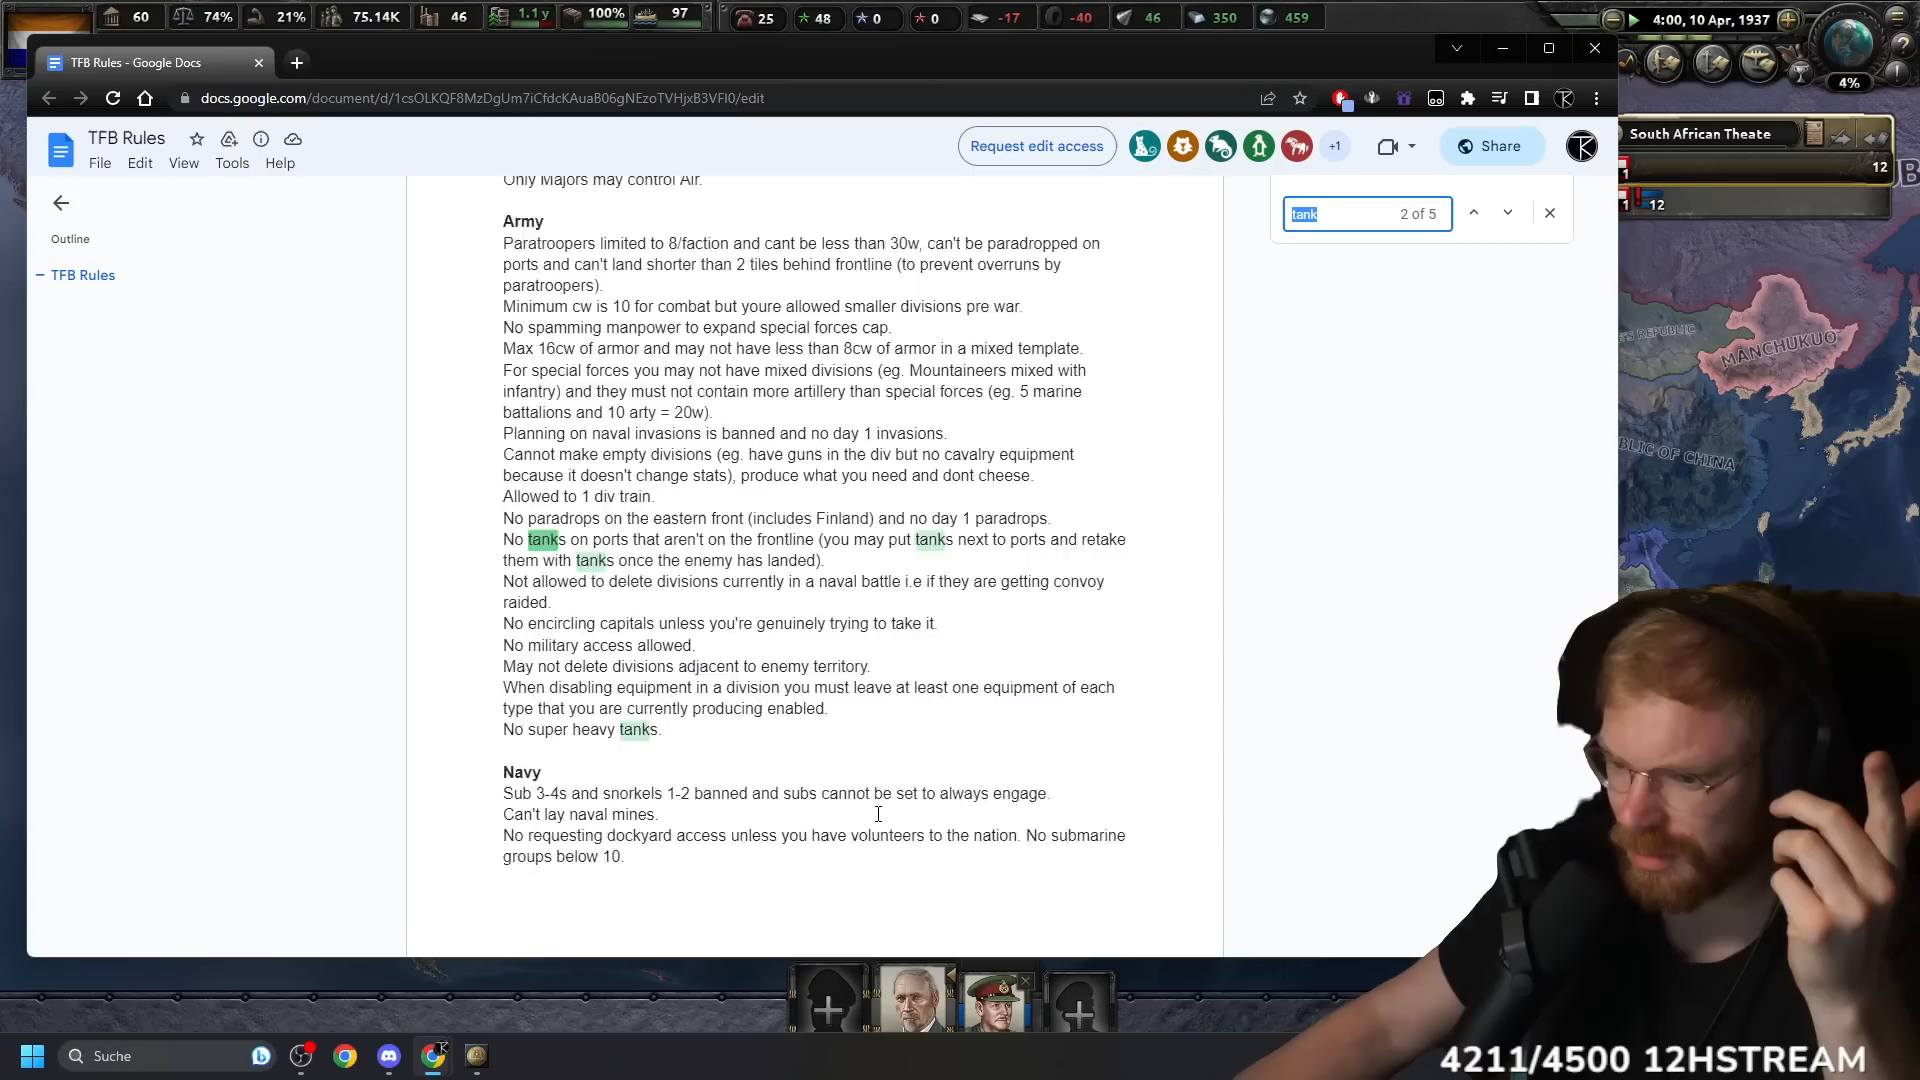 60 74% 21% 75.14K 46 1.1 y 100% 97 25 48 0 0 -17 -40 46 350 459
4:00, 10 Apr, 1937
4%
TFB Rules - Google Docs
docs.google.com/document/d/1csOLKQF8MzDgUm7iCfdcKAuaB06gNEzoTVHjxB3VFI0/edit
TFB Rules
File Edit View Tools Help
Request edit access
+1
Share
South African Theate
12
1
1 12
Outline
TFB Rules
tank 2 of 5
Only Majors may control Air.
Army
Paratroopers limited to 8/faction and cant be less than 30w, can't be paradropped on
ports and can't land shorter than 2 tiles behind frontline (to prevent overruns by
paratroopers).
Minimum cw is 10 for combat but youre allowed smaller divisions pre war.
No spamming manpower to expand special forces cap.
Max 16cw of armor and may not have less than 8cw of armor in a mixed template.
For special forces you may not have mixed divisions (eg. Mountaineers mixed with
infantry) and they must not contain more artillery than special forces (eg. 5 marine
battalions and 10 arty = 20w).
Planning on naval invasions is banned and no day 1 invasions.
Cannot make empty divisions (eg. have guns in the div but no cavalry equipment
because it doesn't change stats), produce what you need and dont cheese.
Allowed to 1 div train.
No paradrops on the eastern front (includes Finland) and no day 1 paradrops.
No tanks on ports that aren't on the frontline (you may put tanks next to ports and retake
them with tanks once the enemy has landed).
Not allowed to delete divisions currently in a naval battle i.e if they are getting convoy
raided.
No encircling capitals unless you're genuinely trying to take it.
No military access allowed.
May not delete divisions adjacent to enemy territory.
When disabling equipment in a division you must leave at least one equipment of each
type that you are currently producing enabled.
No super heavy tanks.
Navy
Sub 3-4s and snorkels 1-2 banned and subs cannot be set to always engage.
Can't lay naval mines.
No requesting dockyard access unless you have volunteers to the nation. No submarine
groups below 10.
MANCHUKUO
OF CHINA
Suche
4211/4500 12HSTREAM